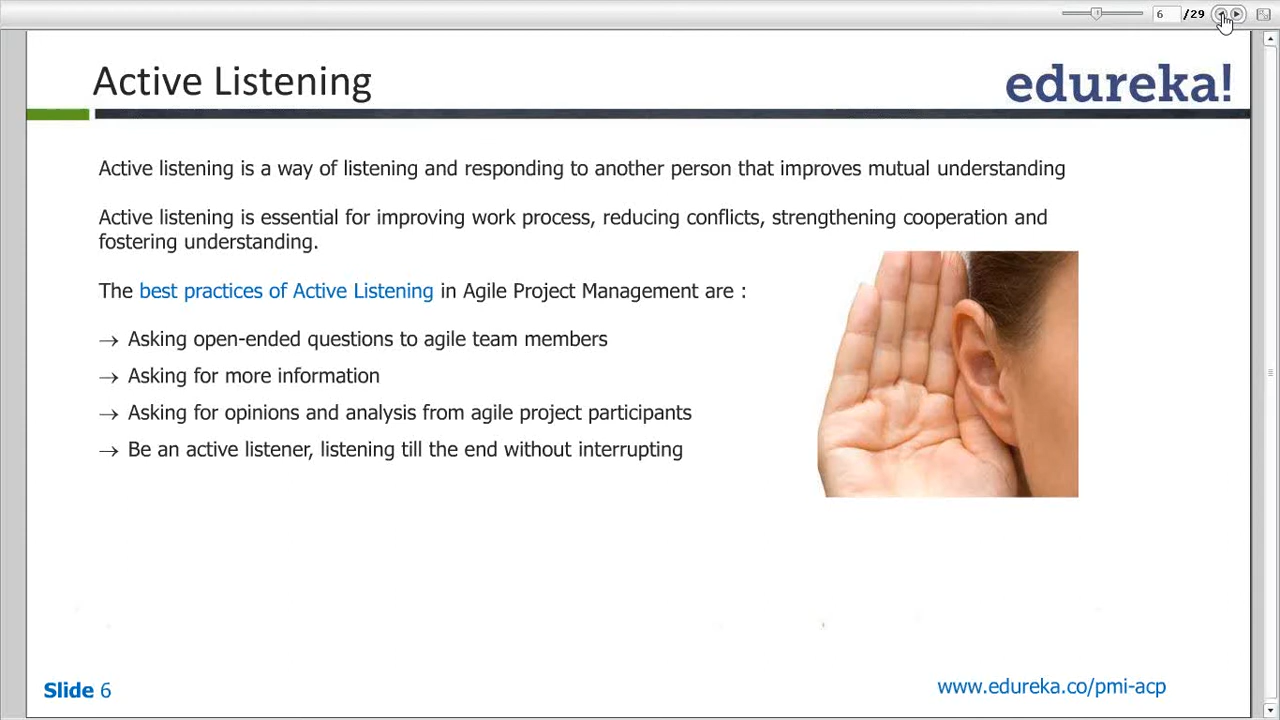 6 /29
Active Listening
edureka!
Active listening is a way of listening and responding to another person that improves mutual understanding
Active listening is essential for improving work process, reducing conflicts, strengthening cooperation and
fostering understanding.
The best practices of Active Listening in Agile Project Management are :
→ Asking open-ended questions to agile team members
→ Asking for more information
→ Asking for opinions and analysis from agile project participants
→ Be an active listener, listening till the end without interrupting
Slide 6
www.edureka.co/pmi-acp